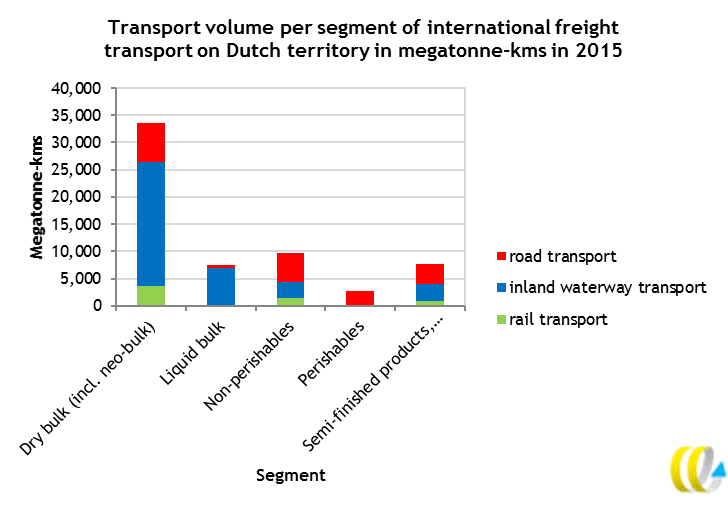 Transport volume per segment of international freight
transport on Dutch territory in megatonne-kms in 2015
40,000
35,000
30,000
25,000
20,000
15,000
10,000
5,000
0
Megatonne-kms
Dry bulk (incl. neo-bulk)
Liquid bulk
Non-perishables
Perishables
Semi-finished products,...
Segment
road transport
inland waterway transport
rail transport